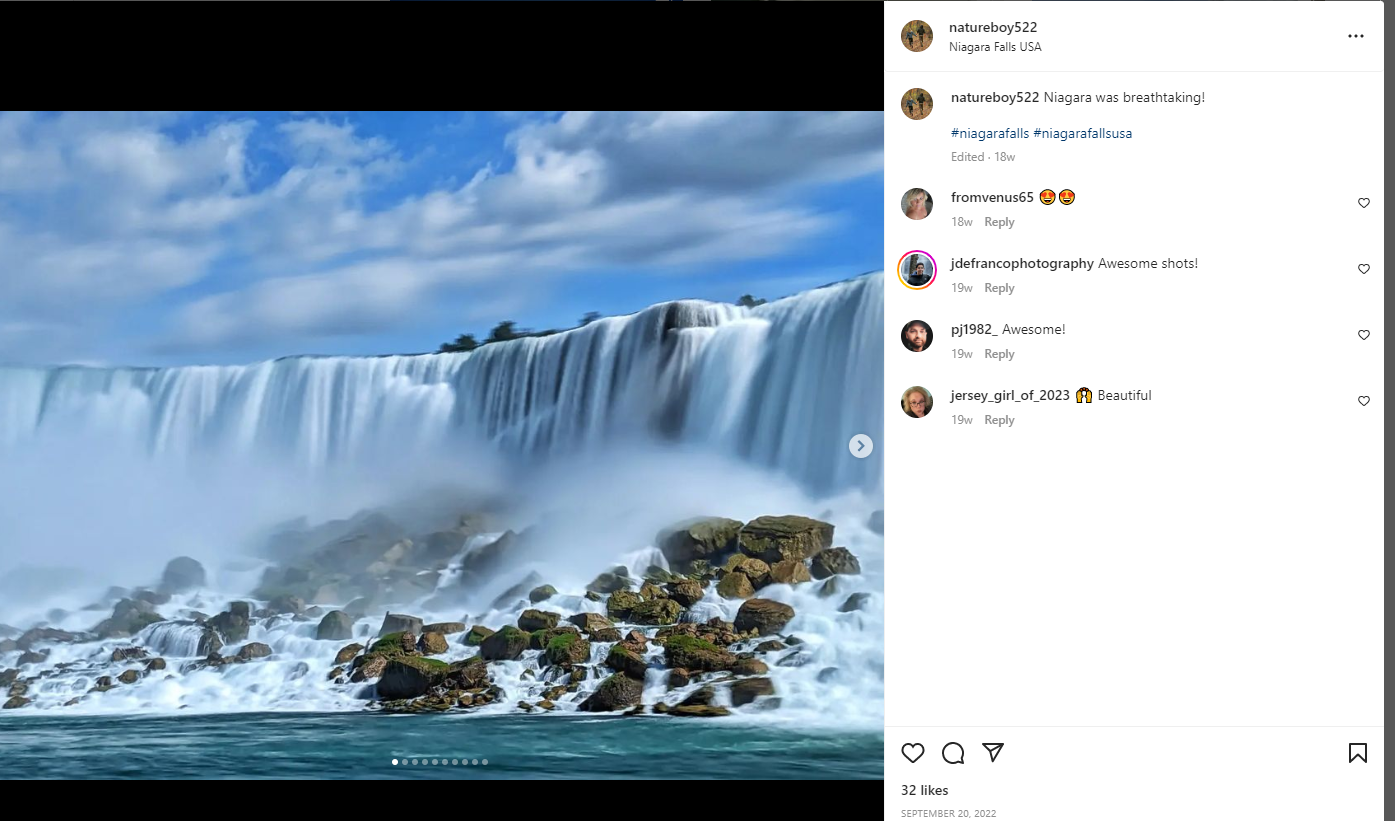 natureboy522
Niagara Falls USA
natureboy522 Niagara was breathtaking!
#niagarafalls #niagarafallsusa
Edited · 18w
fromvenus65 😍😍
18w Reply
jdefrancophotography Awesome shots!
19w Reply
pj1982_ Awesome!
19w Reply
jersey_girl_of_2023 🙌 Beautiful
19w Reply
32 likes
SEPTEMBER 20, 2022